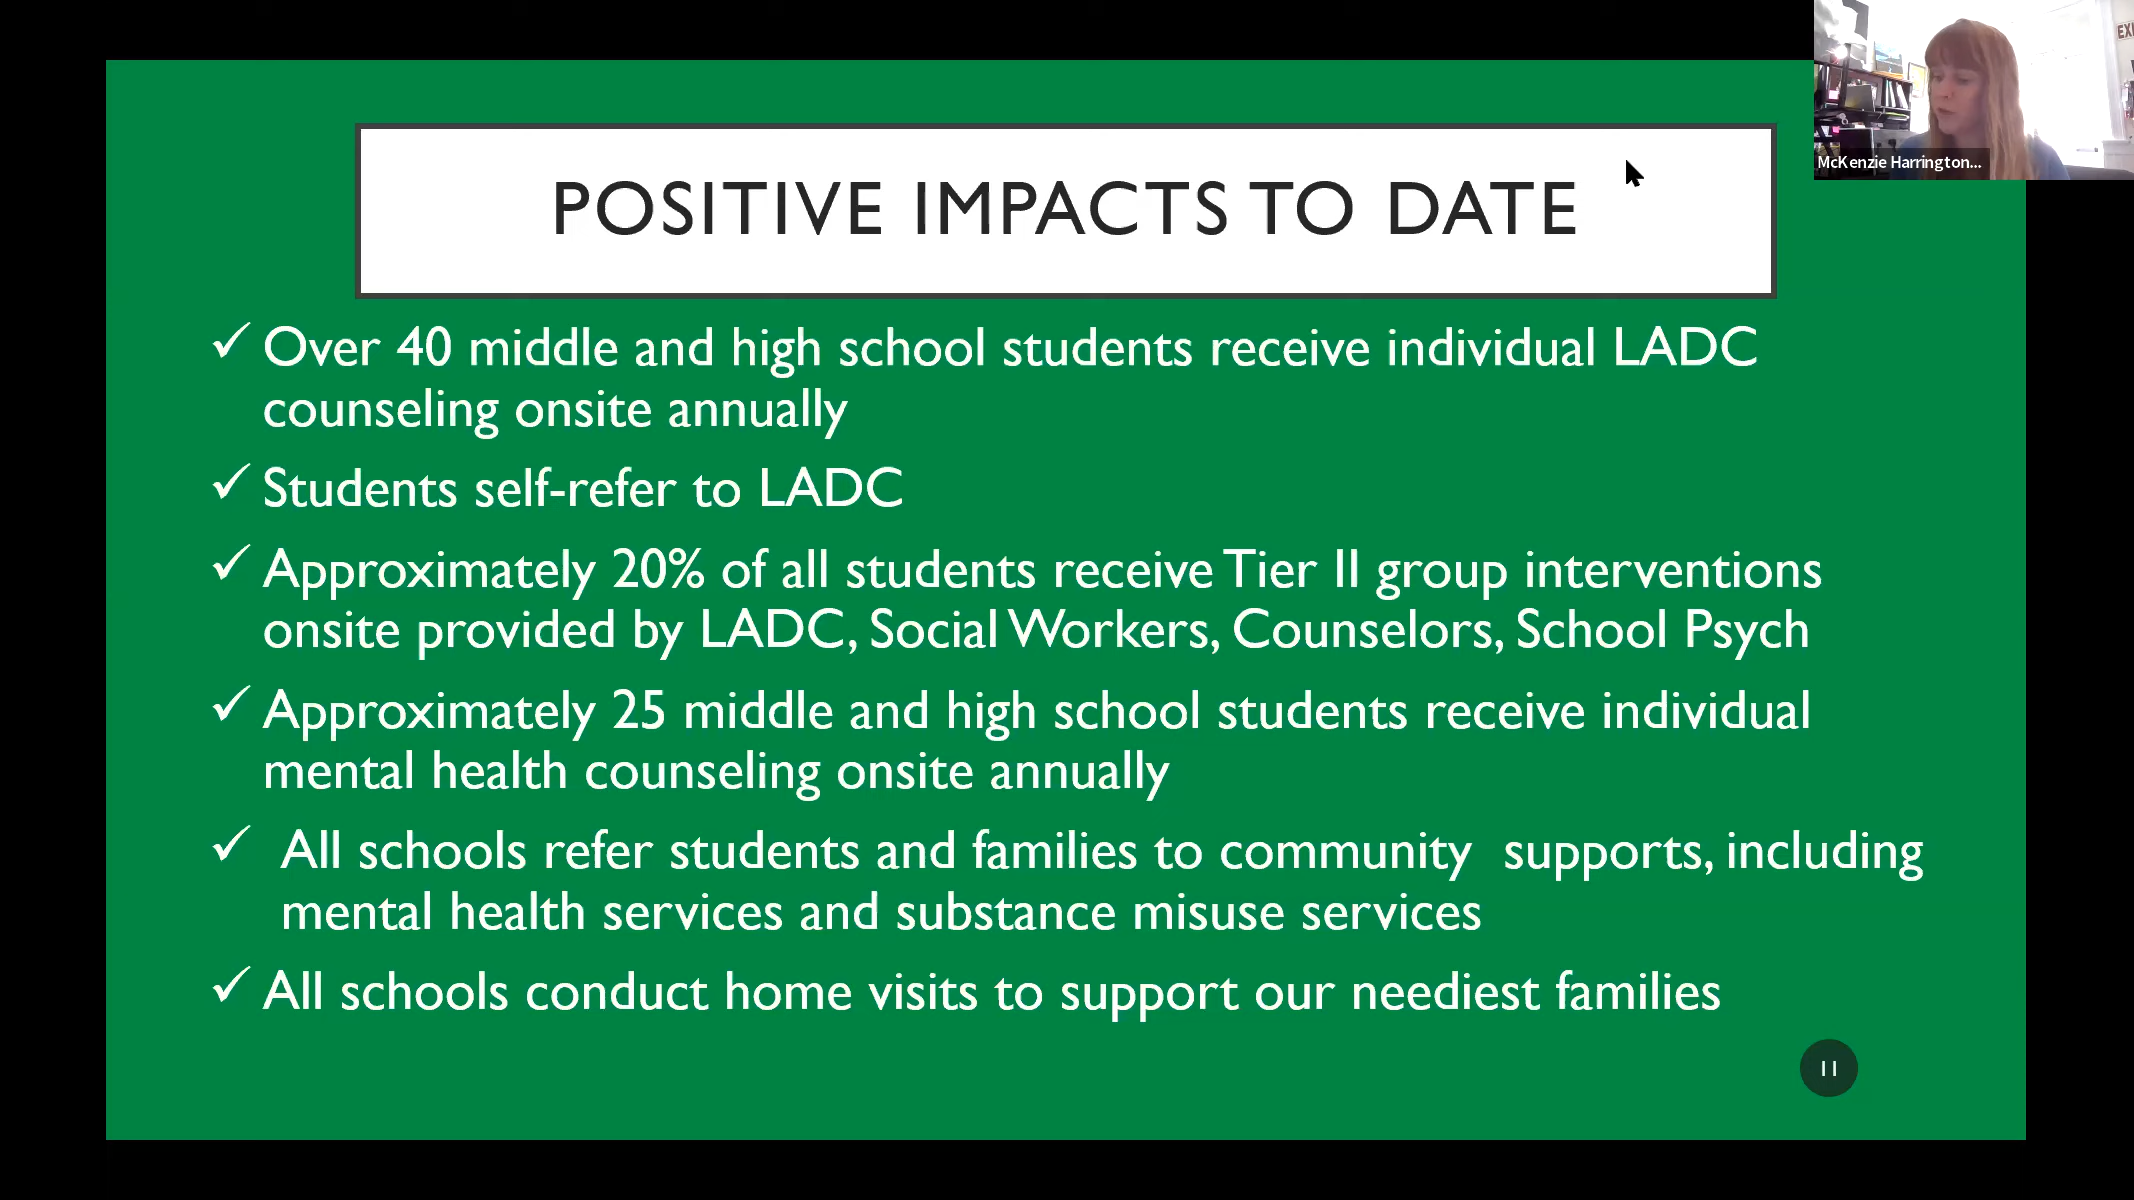 POSITIVE IMPACTS TO DATE
McKenzie Harrington...
✓ Over 40 middle and high school students receive individual LADC
counseling onsite annually
✓ Students self-refer to LADC
✓ Approximately 20% of all students receive Tier II group interventions
onsite provided by LADC, Social Workers, Counselors, School Psych
✓ Approximately 25 middle and high school students receive individual
mental health counseling onsite annually
✓ All schools refer students and families to community supports, including
mental health services and substance misuse services
✓ All schools conduct home visits to support our neediest families
11